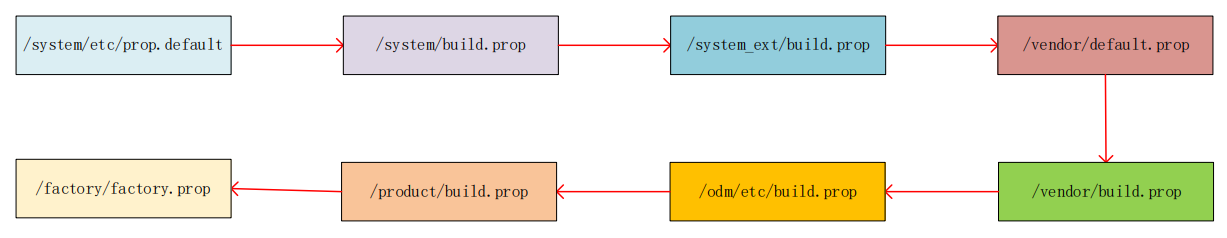 /system/etc/prop.default
/system/build.prop
/system_ext/build.prop
/vendor/default.prop
/vendor/build.prop
/odm/etc/build.prop
/product/build.prop
/factory/factory.prop